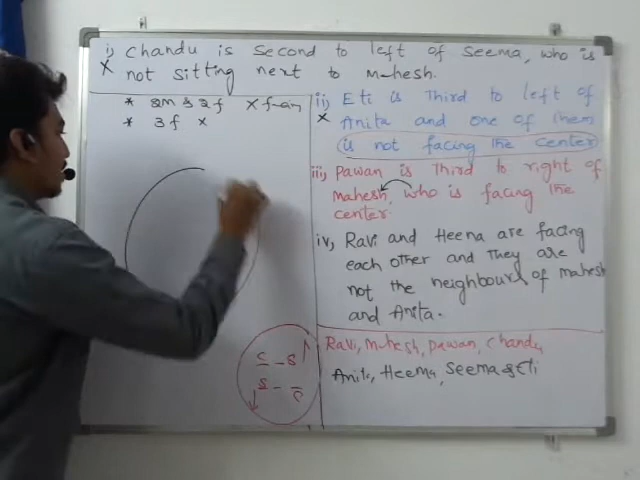 i) Chandu is Second to left of Seema, who is
X not sitting next to Mahesh.
* 2m & 2f X
* 3f X
ii) Eti is Third to left of
X Anita and one of them
is not facing the center
iii) Pawan is Third to right of
Mahesh, who is facing the
center.
iv) Ravi and Heena are facing
each other and they are
not the neighbours of mahesh
and Anita.
C - S
S - C
Ravi, Mahesh, Pawan, Chandu
Anita, Heema, Seema & Eti